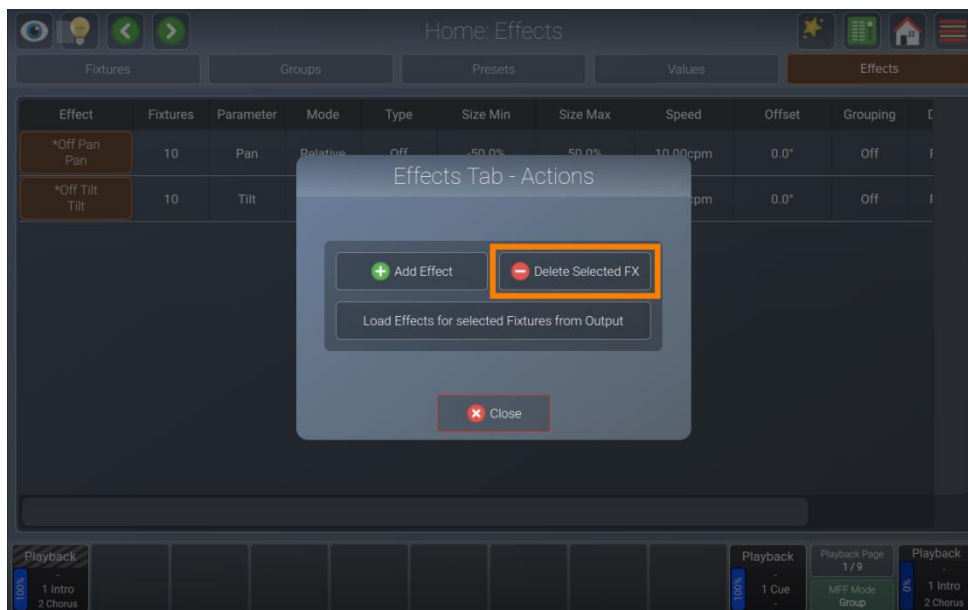 Home: Effects
Fixtures Groups Presets Values Effects
Effect Fixtures Parameter Mode Type Size Min Size Max Speed Offset Grouping
*Off Pan
Pan 10 Pan Relative Off -50.0% 50.0% 10.00cpm 0.0° Off
*Off Tilt
Tilt 10 Tilt cpm 0.0° Off
Effects Tab - Actions
Add Effect Delete Selected FX
Load Effects for selected Fixtures from Output
Close
Playback
-
100%
1 Intro
2 Chorus
Playback
-
100%
1 Cue
-
Playback Page
1 / 9
MFF Mode
Group
Playback
-
0%
1 Intro
2 Chorus